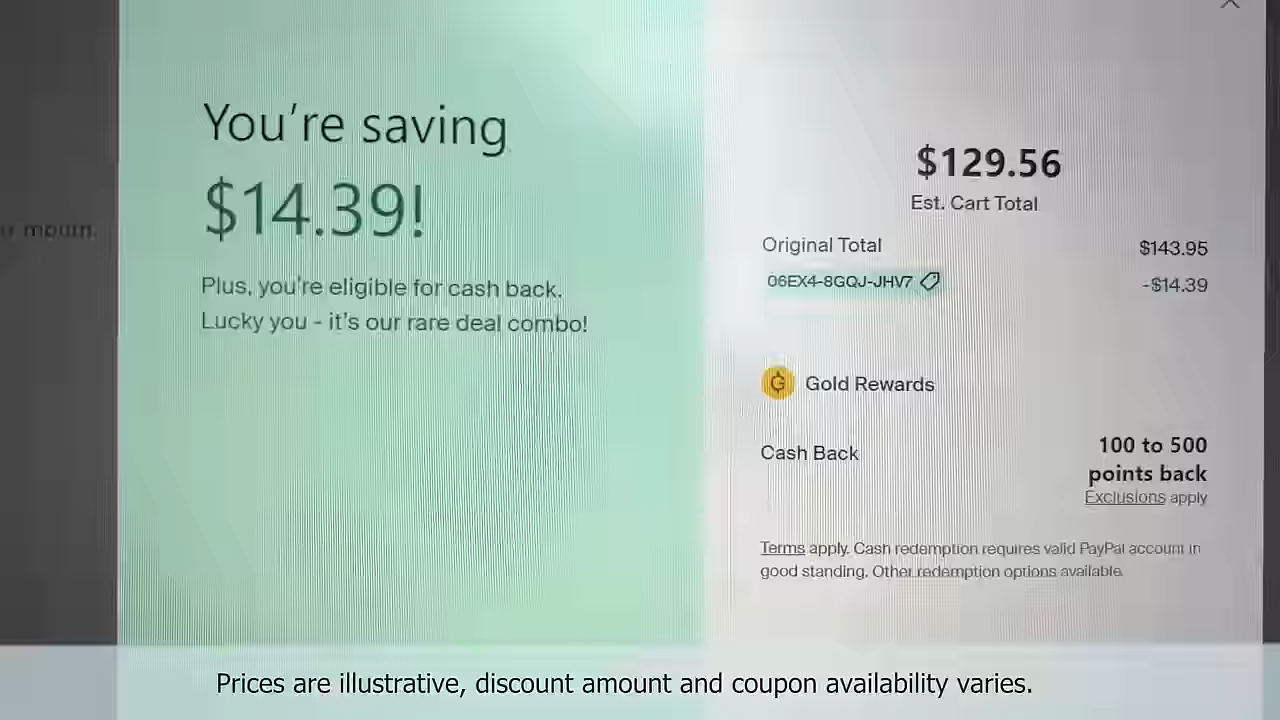 You're saving
$14.39!
Plus, you're eligible for cash back.
Lucky you - it's our rare deal combo!
$129.56
Est. Cart Total
Original Total $143.95
06EX4-8GQJ-JHV7 -$14.39
G Gold Rewards
Cash Back 100 to 500
points back
Exclusions apply
Terms apply. Cash redemption requires valid PayPal account in
good standing. Other redemption options available.
Prices are illustrative, discount amount and coupon availability varies.